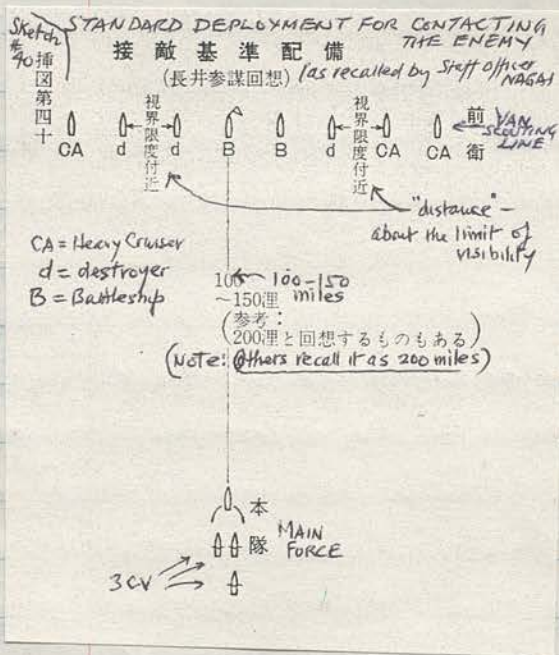 Sketch
#40
挿図第四十
STANDARD DEPLOYMENT FOR CONTACTING
THE ENEMY
接敵基準配備
(長井参謀回想)
(as recalled by Staff Officer
NAGAI
CA
d
視界限度付近
d
B
B
d
視界限度付近
CA
CA
前衛
VAN
SCOUTING
LINE
"distance" –
about the limit of
visibility
CA = Heavy Cruiser
d = destroyer
B = Battleship
100
~150浬
100-150
miles
(参考:
200浬と回想するものもある)
(NOTE: Others recall it as 200 miles)
本隊
MAIN
FORCE
3 CV